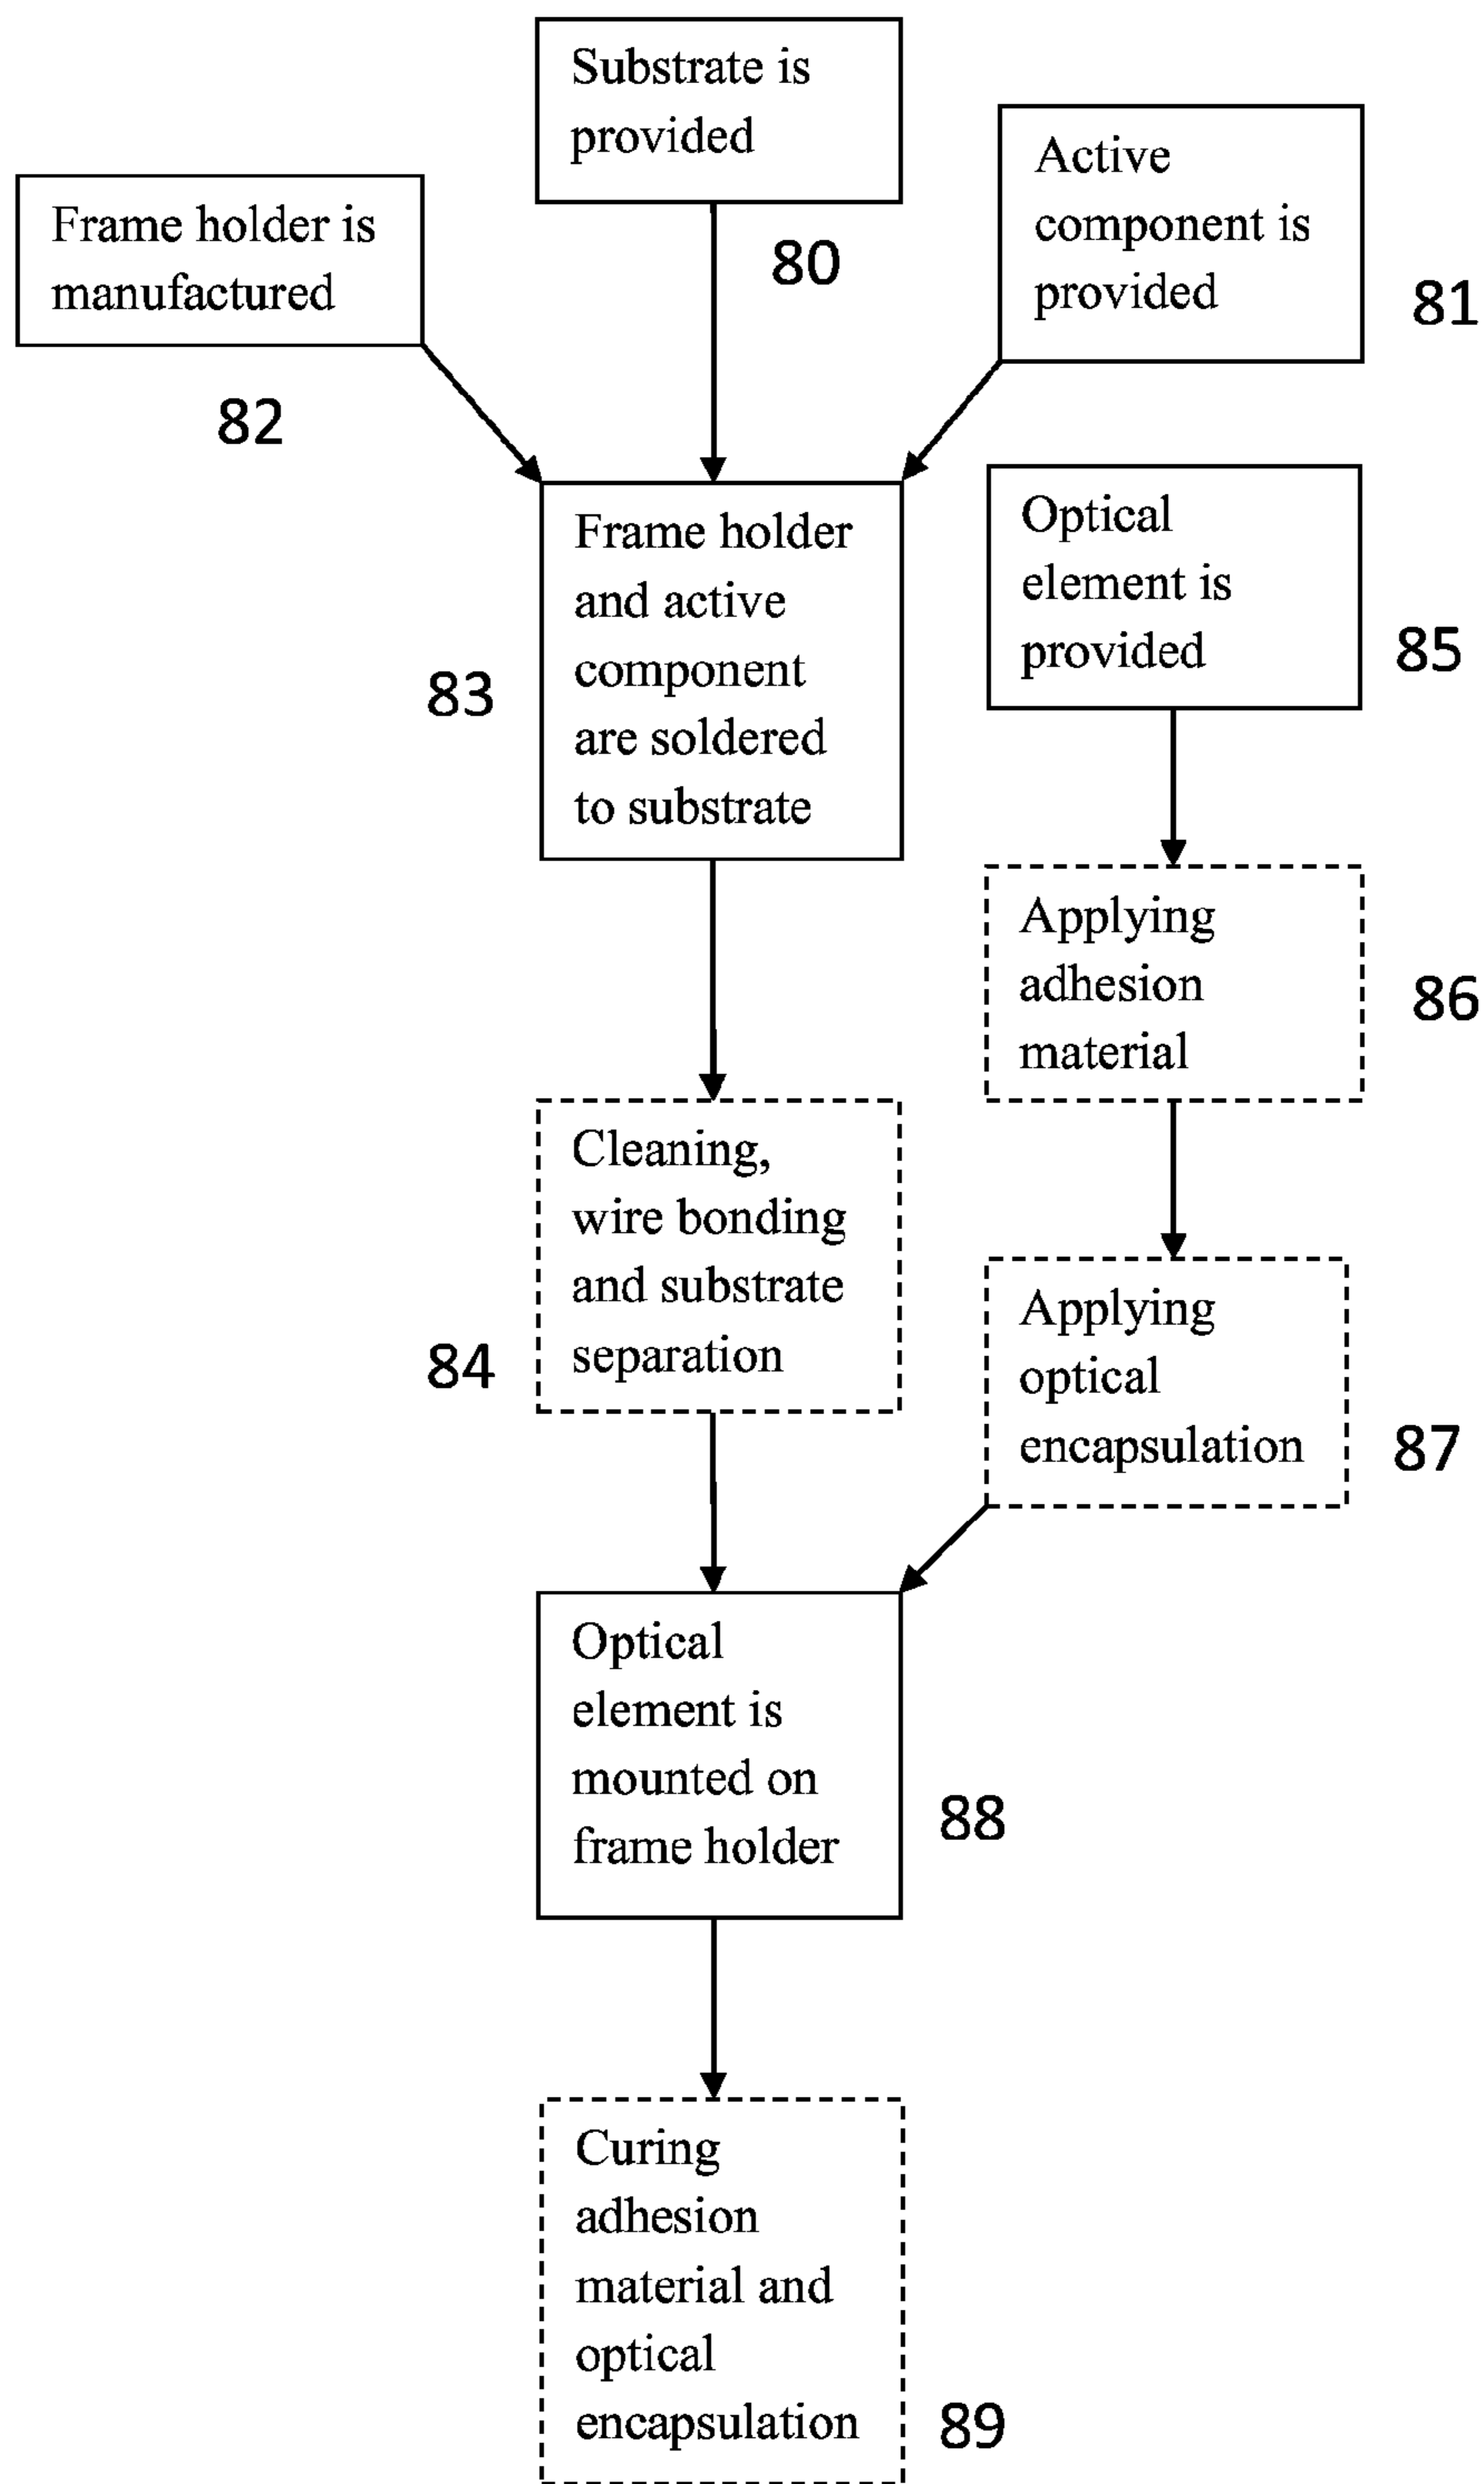 Substrate is
provided
80
Active
component is
provided
81
Frame holder is
manufactured
82
Frame holder
and active
component
are soldered
to substrate
83
Optical
element is
provided
85
Applying
adhesion
material
86
Cleaning,
wire bonding
and substrate
separation
84
Applying
optical
encapsulation
87
Optical
element is
mounted on
frame holder
88
Curing
adhesion
material and
optical
encapsulation
89